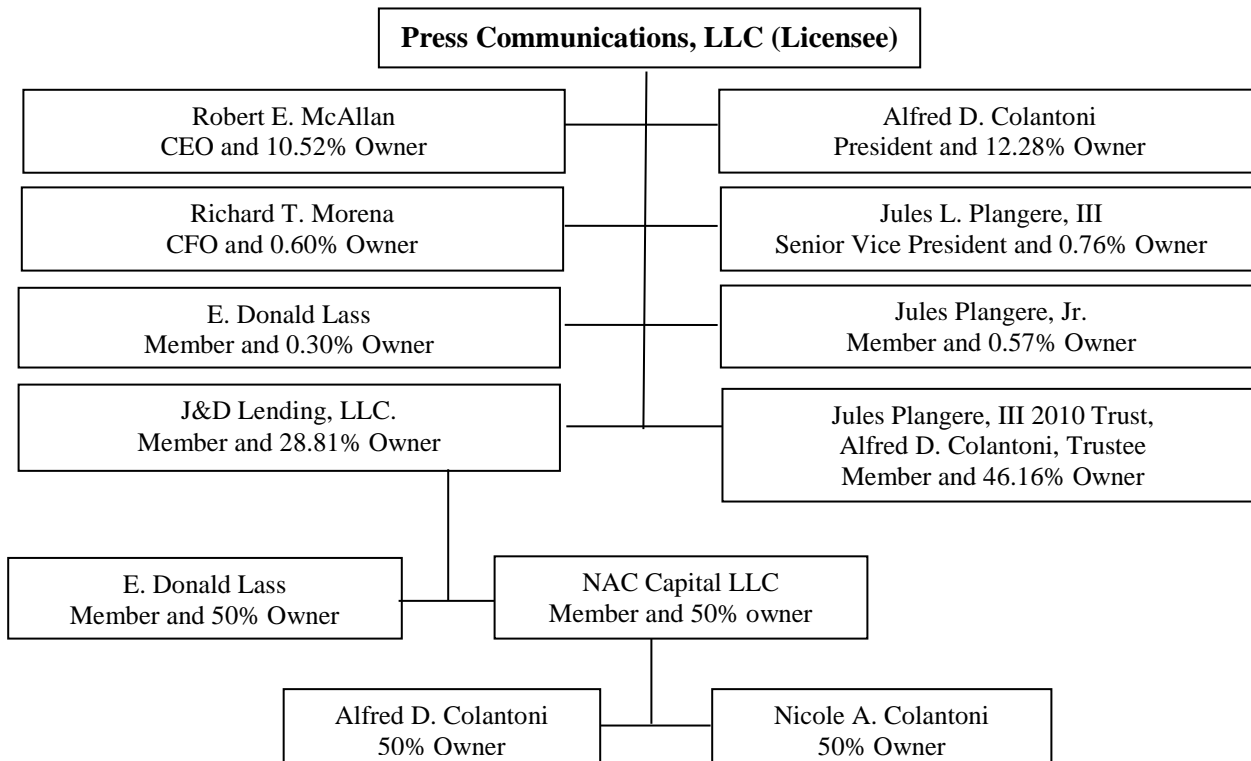 Press Communications, LLC (Licensee)
Robert E. McAllan
CEO and 10.52% Owner
Alfred D. Colantoni
President and 12.28% Owner
Richard T. Morena
CFO and 0.60% Owner
Jules L. Plangere, III
Senior Vice President and 0.76% Owner
E. Donald Lass
Member and 0.30% Owner
Jules Plangere, Jr.
Member and 0.57% Owner
J&D Lending, LLC.
Member and 28.81% Owner
Jules Plangere, III 2010 Trust,
Alfred D. Colantoni, Trustee
Member and 46.16% Owner
E. Donald Lass
Member and 50% Owner
NAC Capital LLC
Member and 50% owner
Alfred D. Colantoni
50% Owner
Nicole A. Colantoni
50% Owner